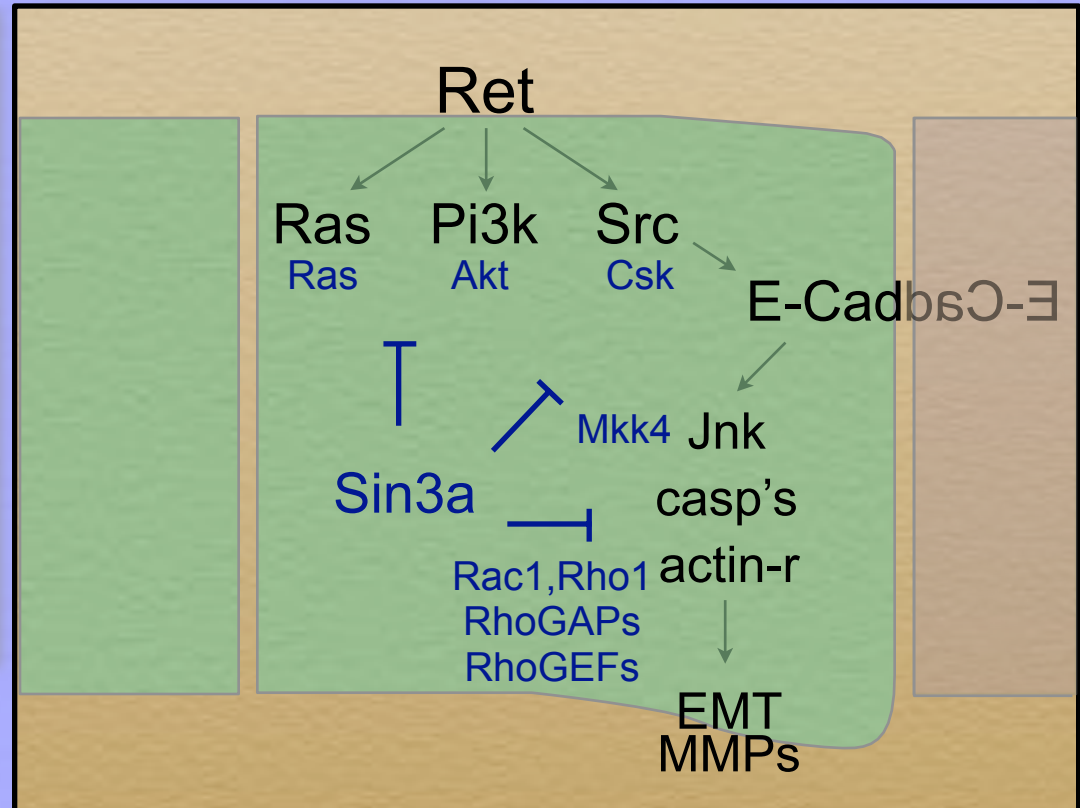 Ret
Ras Pi3k Src
Ras Akt Csk
E-Cad E-Cad
Mkk4 Jnk
Sin3a casp's
Rac1,Rho1 actin-r
RhoGAPs
RhoGEFs
EMT
MMPs